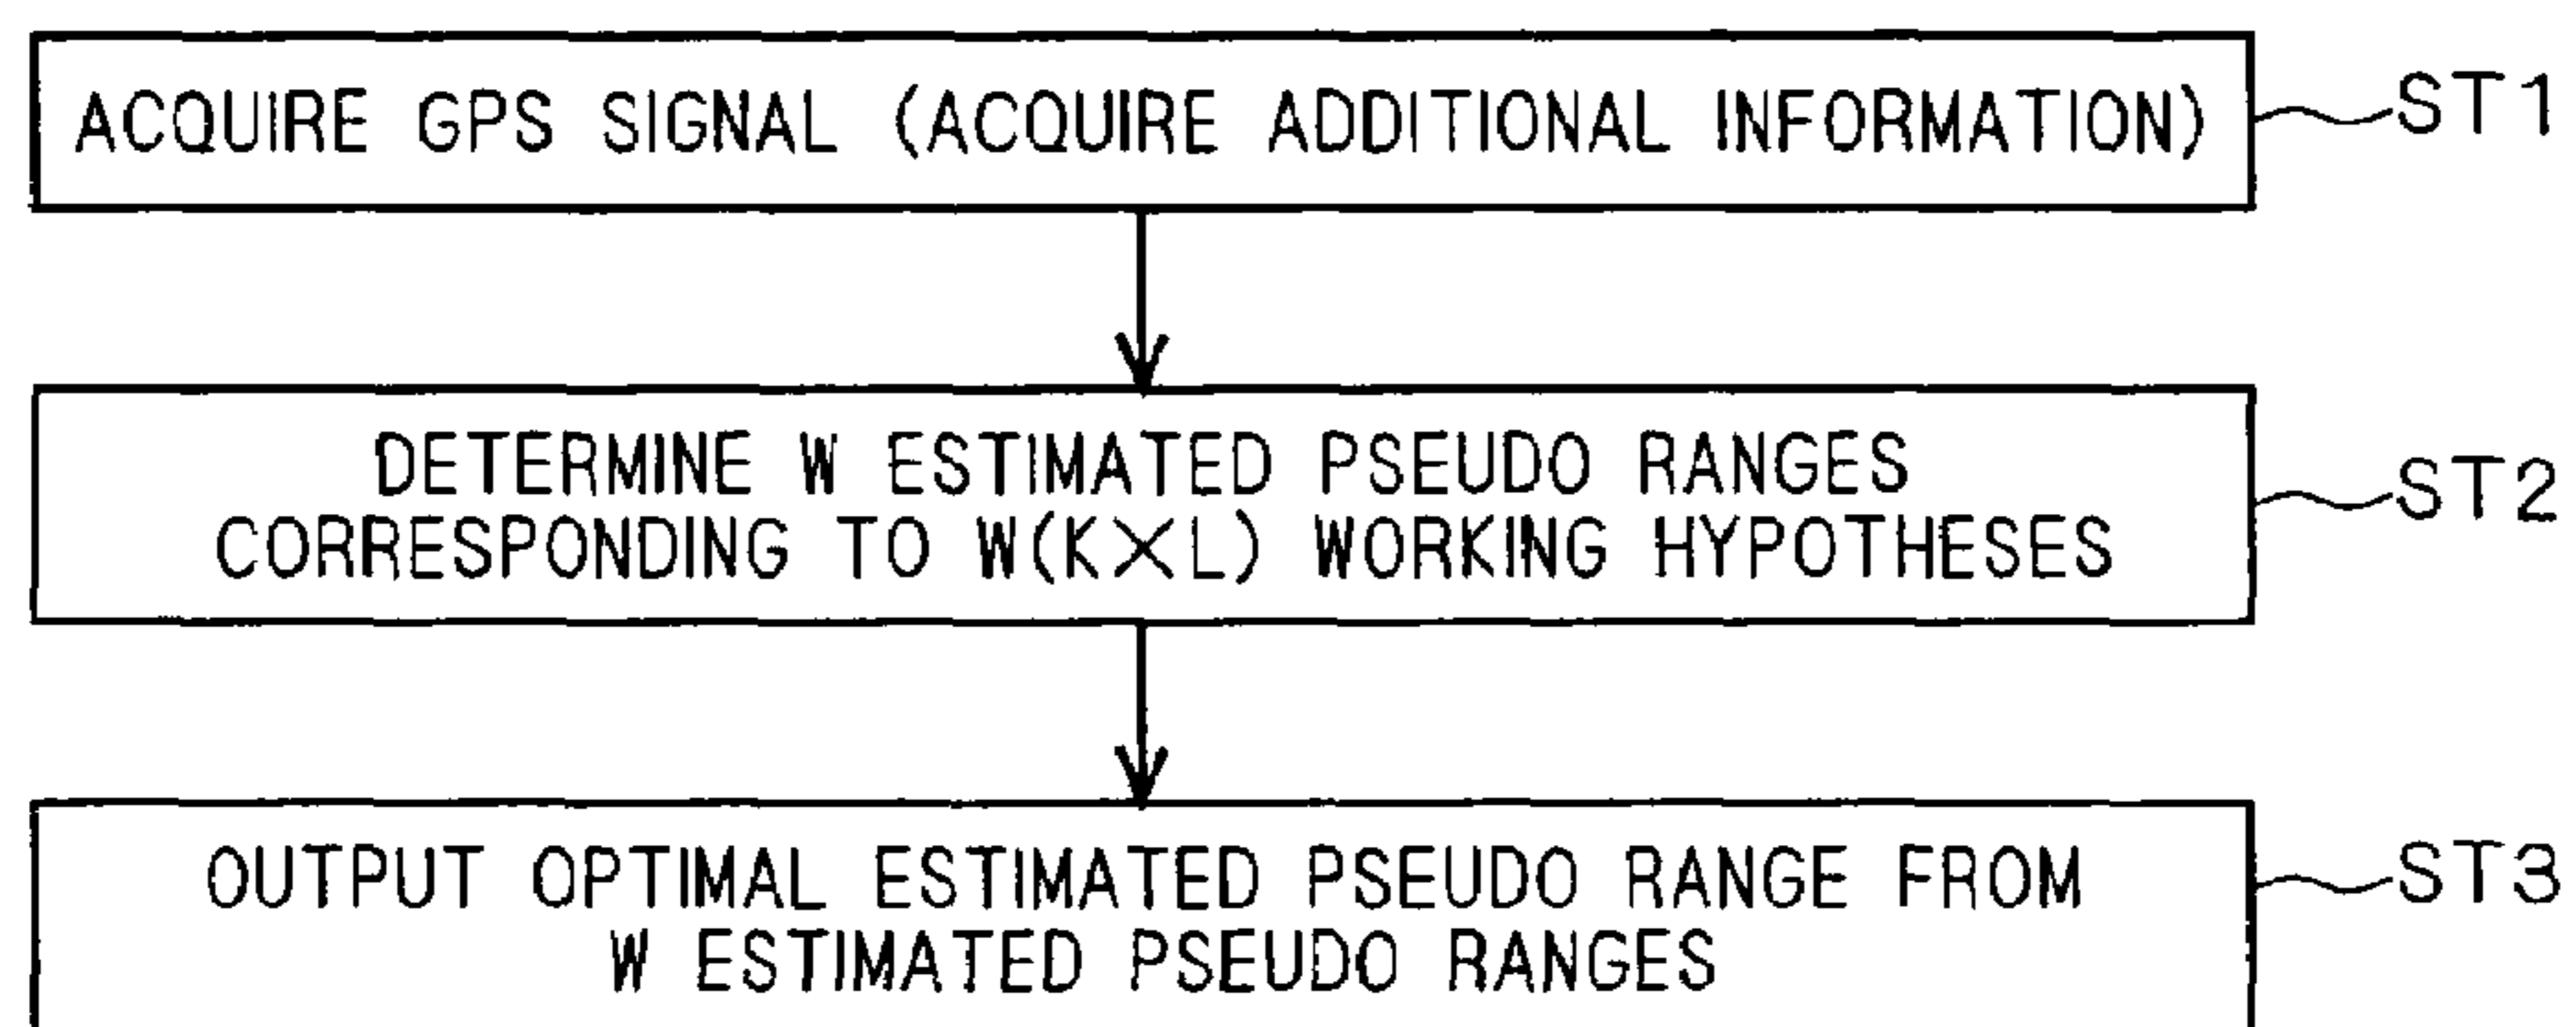 ACQUIRE GPS SIGNAL (ACQUIRE ADDITIONAL INFORMATION)
ST1
DETERMINE W ESTIMATED PSEUDO RANGES
CORRESPONDING TO W(K×L) WORKING HYPOTHESES
ST2
OUTPUT OPTIMAL ESTIMATED PSEUDO RANGE FROM
W ESTIMATED PSEUDO RANGES
ST3